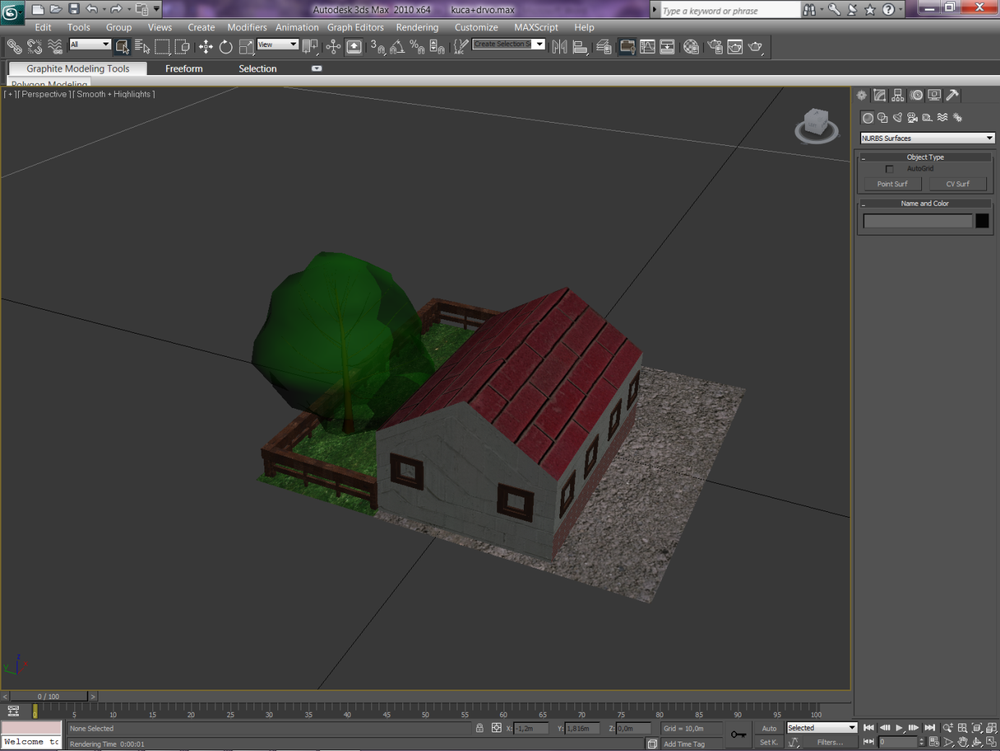 Autodesk 3ds Max 2010 x64 kuca+drvo.max
Type a keyword or phrase
Edit Tools Group Views Create Modifiers Animation Graph Editors Rendering Customize MAXScript Help
All View 3 Create Selection S
Graphite Modeling Tools Freeform Selection
Polygon Modeling
[ + ][ Perspective ][ Smooth + Highlights ]
NURBS Surfaces
- Object Type
AutoGrid
Point Surf CV Surf
- Name and Color
z
x
y
< 0 / 100 >
0 5 10 15 20 25 30 35 40 45 50 55 60 65 70 75 80 85 90 95 100
None Selected X: -1,2m Y: 1,816m Z: 0,0m Grid = 10,0m Auto Selected
Welcome to Rendering Time 0:00:01 Add Time Tag Set K. Filters... 0